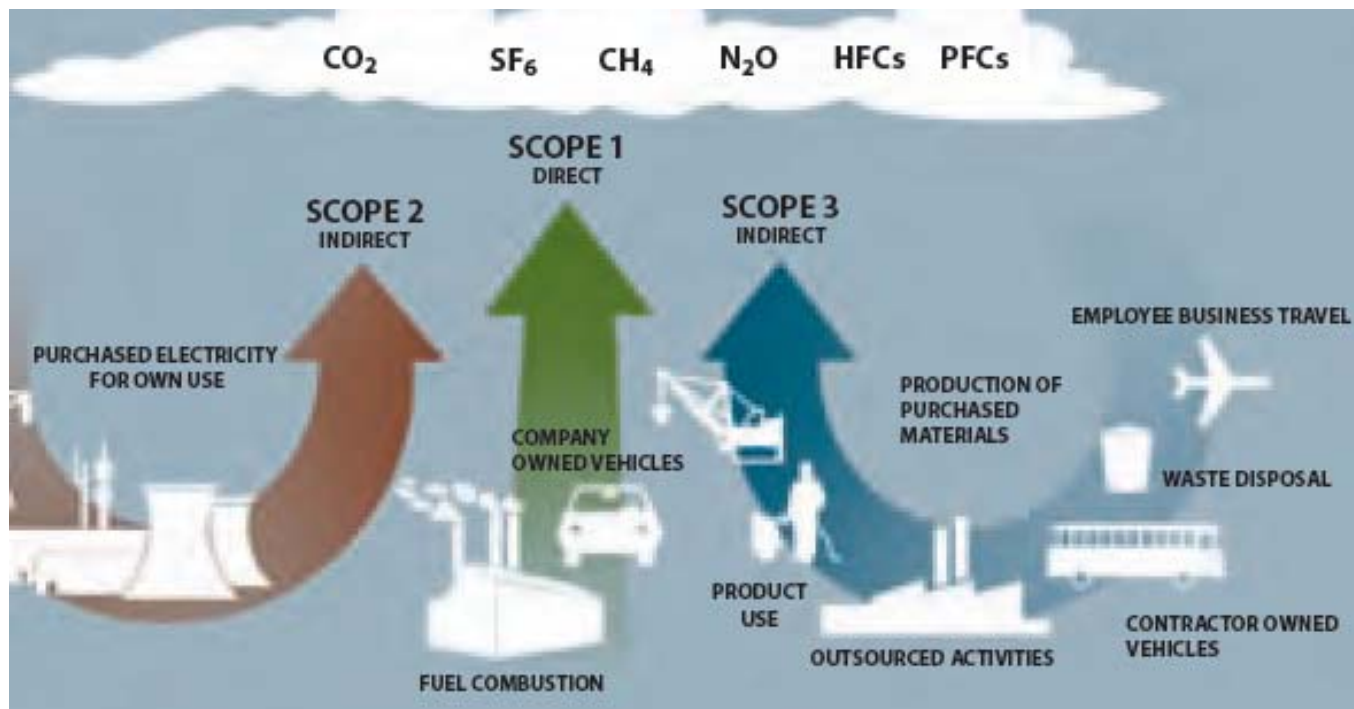 CO₂ SF₆ CH₄ N₂O HFCs PFCs
SCOPE 1
DIRECT
SCOPE 2
INDIRECT
SCOPE 3
INDIRECT
PURCHASED ELECTRICITY
FOR OWN USE
COMPANY
OWNED VEHICLES
FUEL COMBUSTION
EMPLOYEE BUSINESS TRAVEL
PRODUCTION OF
PURCHASED
MATERIALS
WASTE DISPOSAL
PRODUCT
USE
OUTSOURCED ACTIVITIES
CONTRACTOR OWNED
VEHICLES